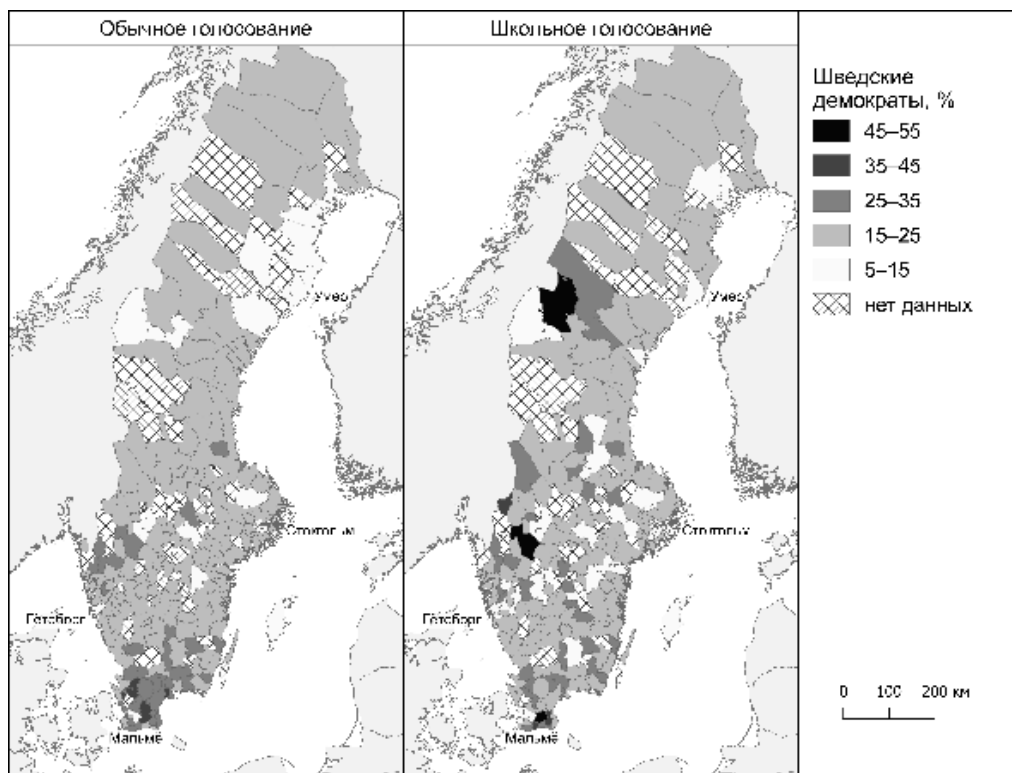 Обычное голосование
Школьное голосование
Шведские
демократы, %
45–55
35–45
25–35
15–25
5–15
нет данных
Умео
Стокгольм
Гётеборг
Мальмё
Умео
Стокгольм
Гётеборг
Мальмё
0 100 200 км